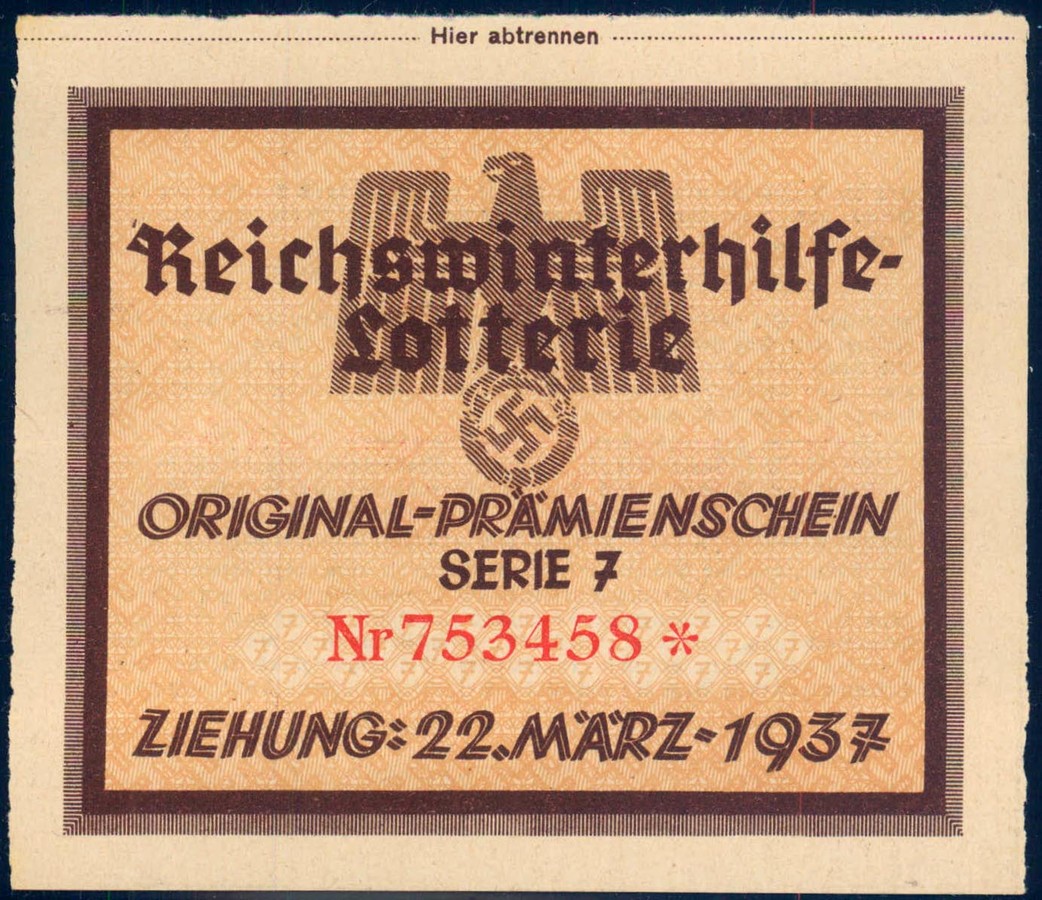 Hier abtrennen
Reichswinterhilfe-
Lotterie
ORIGINAL-PRÄMIENSCHEIN
SERIE 7
Nr 753458 *
ZIEHUNG: 22. MÄRZ-1937